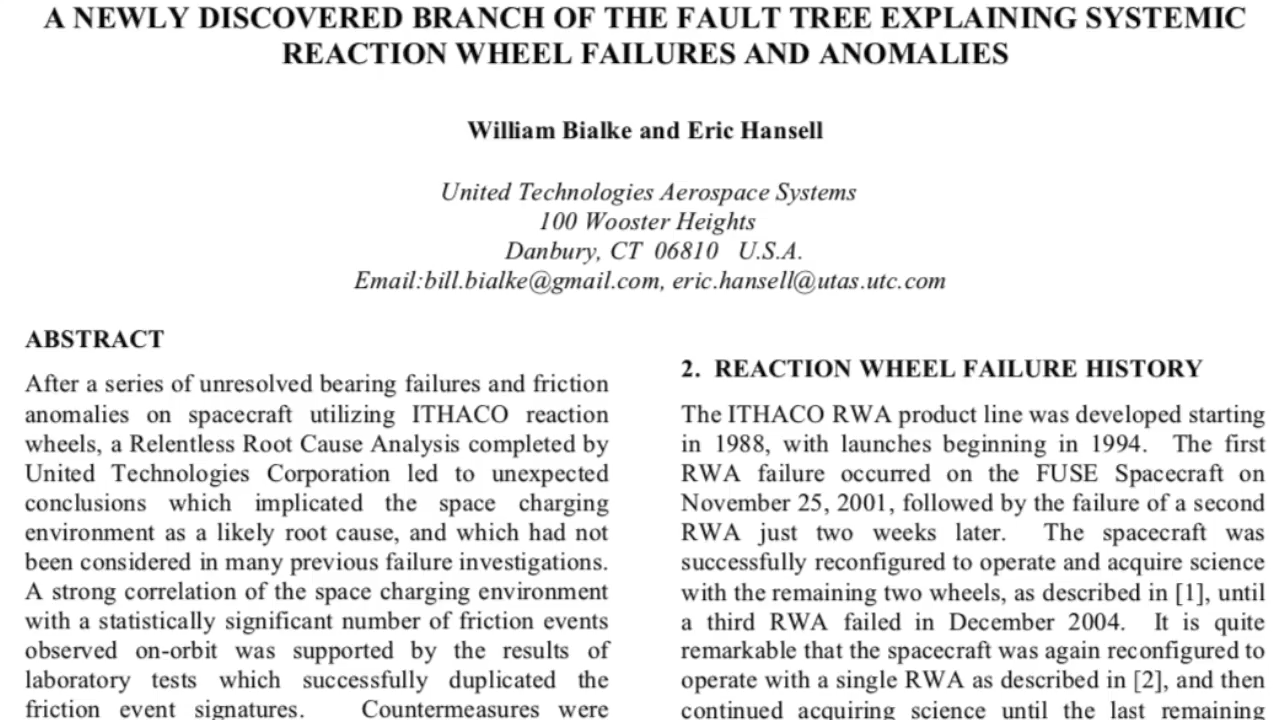 A NEWLY DISCOVERED BRANCH OF THE FAULT TREE EXPLAINING SYSTEMIC
REACTION WHEEL FAILURES AND ANOMALIES
William Bialke and Eric Hansell
United Technologies Aerospace Systems
100 Wooster Heights
Danbury, CT 06810 U.S.A.
Email:bill.bialke@gmail.com, eric.hansell@utas.utc.com
ABSTRACT
After a series of unresolved bearing failures and friction
anomalies on spacecraft utilizing ITHACO reaction
wheels, a Relentless Root Cause Analysis completed by
United Technologies Corporation led to unexpected
conclusions which implicated the space charging
environment as a likely root cause, and which had not
been considered in many previous failure investigations.
A strong correlation of the space charging environment
with a statistically significant number of friction events
observed on-orbit was supported by the results of
laboratory tests which successfully duplicated the
friction event signatures. Countermeasures were
2. REACTION WHEEL FAILURE HISTORY
The ITHACO RWA product line was developed starting
in 1988, with launches beginning in 1994. The first
RWA failure occurred on the FUSE Spacecraft on
November 25, 2001, followed by the failure of a second
RWA just two weeks later. The spacecraft was
successfully reconfigured to operate and acquire science
with the remaining two wheels, as described in [1], until
a third RWA failed in December 2004. It is quite
remarkable that the spacecraft was again reconfigured to
operate with a single RWA as described in [2], and then
continued acquiring science until the last remaining